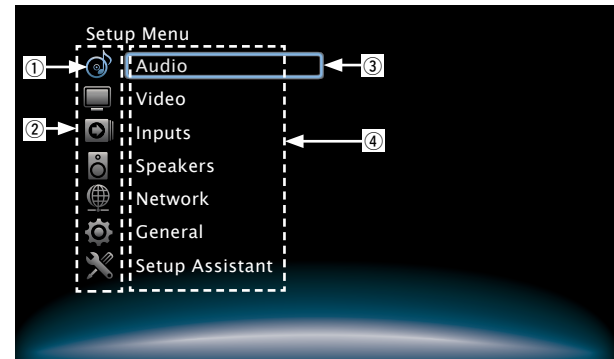 Setup Menu
① Audio ③
Video
② Inputs ④
Speakers
Network
General
Setup Assistant